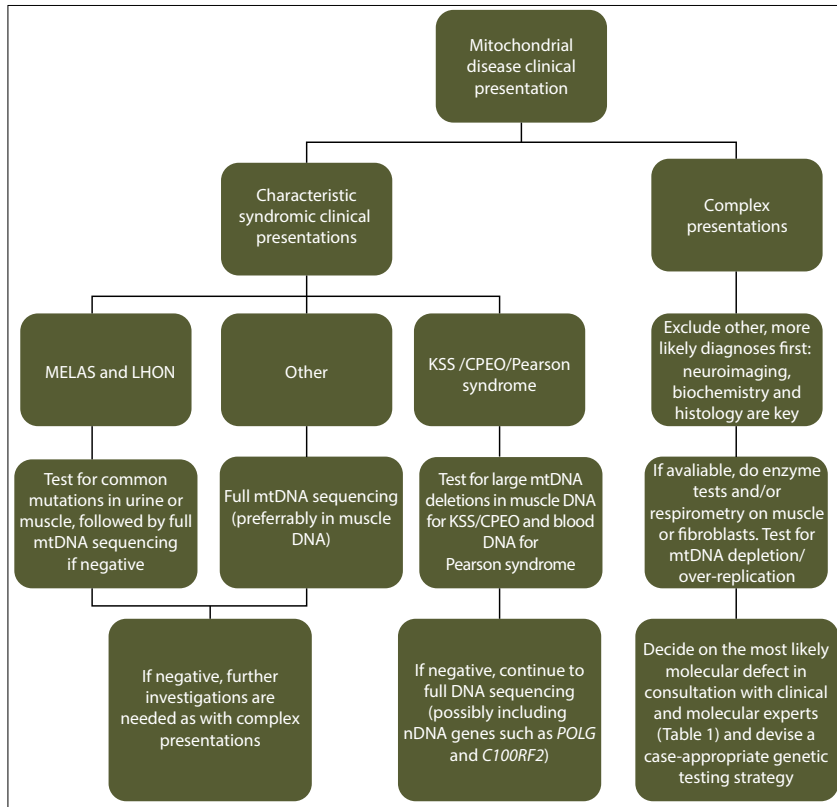 Mitochondrial
disease clinical
presentation
Characteristic
syndromic clinical
presentations
Complex
presentations
MELAS and LHON
Other
KSS /CPEO/Pearson
syndrome
Exclude other, more
likely diagnoses first:
neuroimaging,
biochemistry and
histology are key
Test for common
mutations in urine or
muscle, followed by full
mtDNA sequencing
if negative
Full mtDNA sequencing
(preferrably in muscle
DNA)
Test for large mtDNA
deletions in muscle DNA
for KSS/CPEO and blood
DNA for
Pearson syndrome
If avaliable, do enzyme
tests and/or
respirometry on muscle
or fibroblasts. Test for
mtDNA depletion/
over-replication
If negative, further
investigations are
needed as with complex
presentations
If negative, continue to
full DNA sequencing
(possibly including
nDNA genes such as POLG
and C100RF2)
Decide on the most likely
molecular defect in
consultation with clinical
and molecular experts
(Table 1) and devise a
case-appropriate genetic
testing strategy